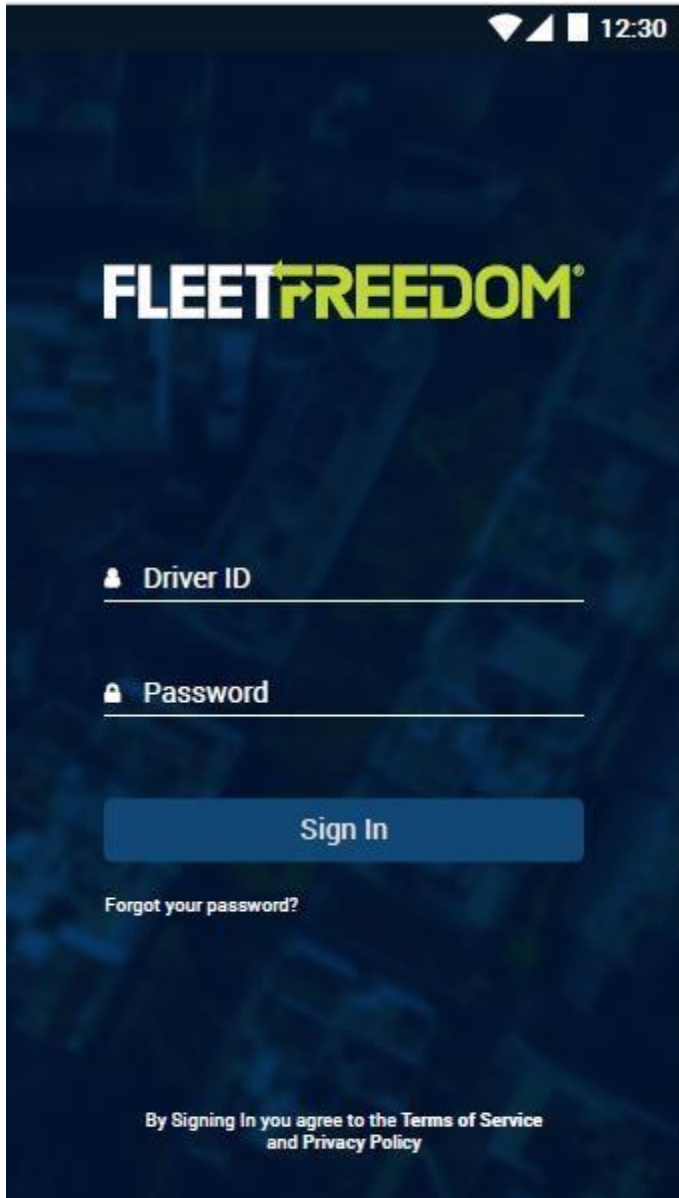 12:30
FLEETFREEDOM®
Driver ID
Password
Sign In
Forgot your password?
By Signing In you agree to the Terms of Service
and Privacy Policy